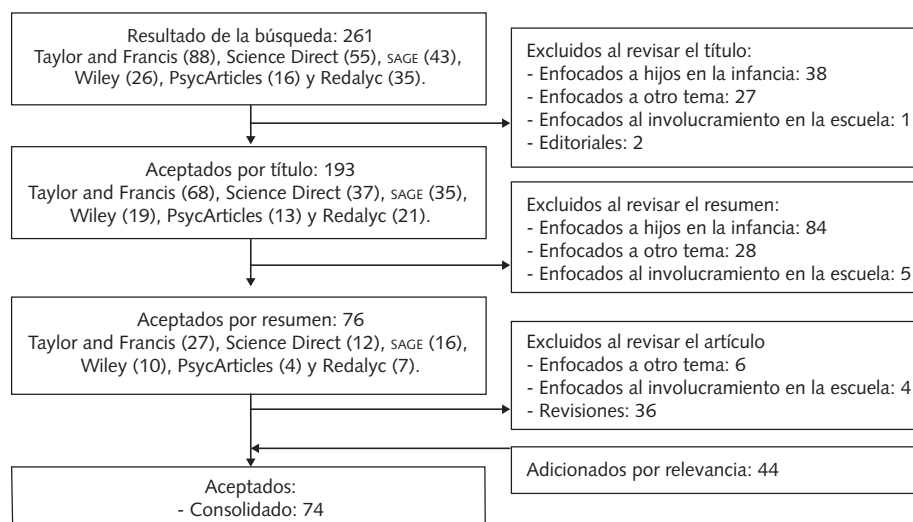 Resultado de la búsqueda: 261
Taylor and Francis (88), Science Direct (55), SAGE (43),
Wiley (26), PsycArticles (16) y Redalyc (35).
Excluidos al revisar el título:
- Enfocados a hijos en la infancia: 38
- Enfocados a otro tema: 27
- Enfocados al involucramiento en la escuela: 1
- Editoriales: 2
Aceptados por título: 193
Taylor and Francis (68), Science Direct (37), SAGE (35),
Wiley (19), PsycArticles (13) y Redalyc (21).
Excluidos al revisar el resumen:
- Enfocados a hijos en la infancia: 84
- Enfocados a otro tema: 28
- Enfocados al involucramiento en la escuela: 5
Aceptados por resumen: 76
Taylor and Francis (27), Science Direct (12), SAGE (16),
Wiley (10), PsycArticles (4) y Redalyc (7).
Excluidos al revisar el artículo
- Enfocados a otro tema: 6
- Enfocados al involucramiento en la escuela: 4
- Revisiones: 36
Adicionados por relevancia: 44
Aceptados:
- Consolidado: 74